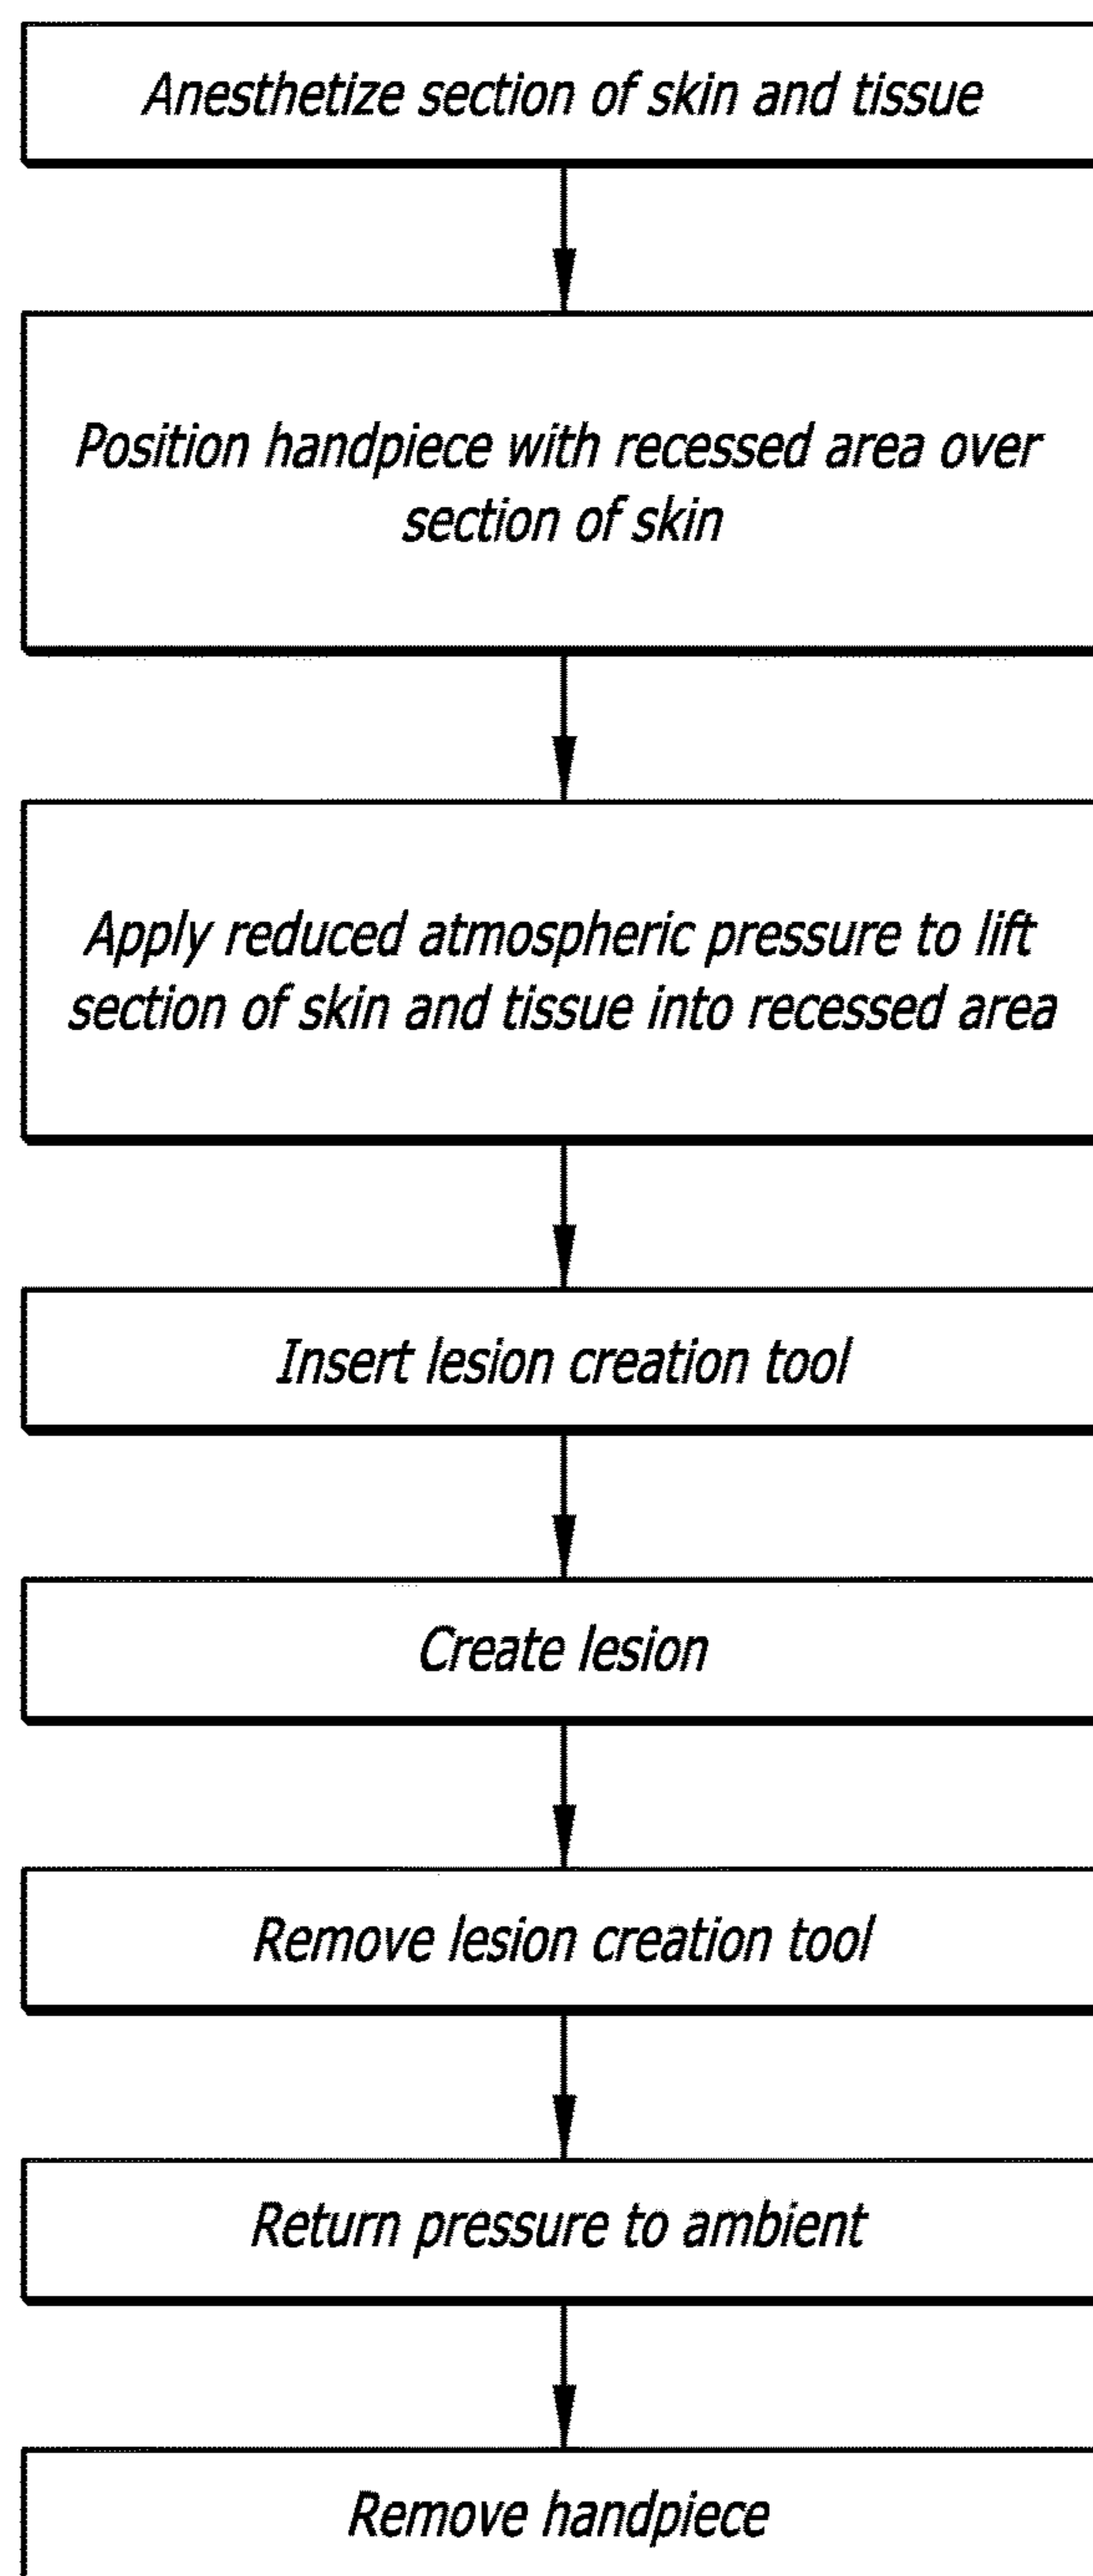 Anesthetize section of skin and tissue
Position handpiece with recessed area over
section of skin
Apply reduced atmospheric pressure to lift
section of skin and tissue into recessed area
Insert lesion creation tool
Create lesion
Remove lesion creation tool
Return pressure to ambient
Remove handpiece